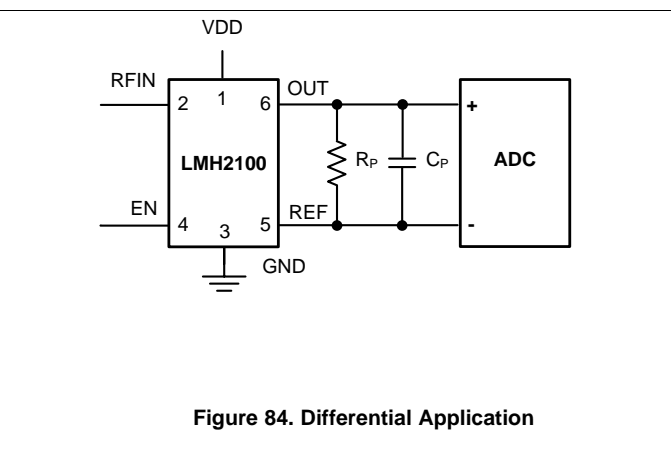 VDD
RFIN
OUT
2
1
6
+
LMH2100
RP
CP
ADC
EN
REF
4
3
5
-
GND
Figure 84. Differential Application